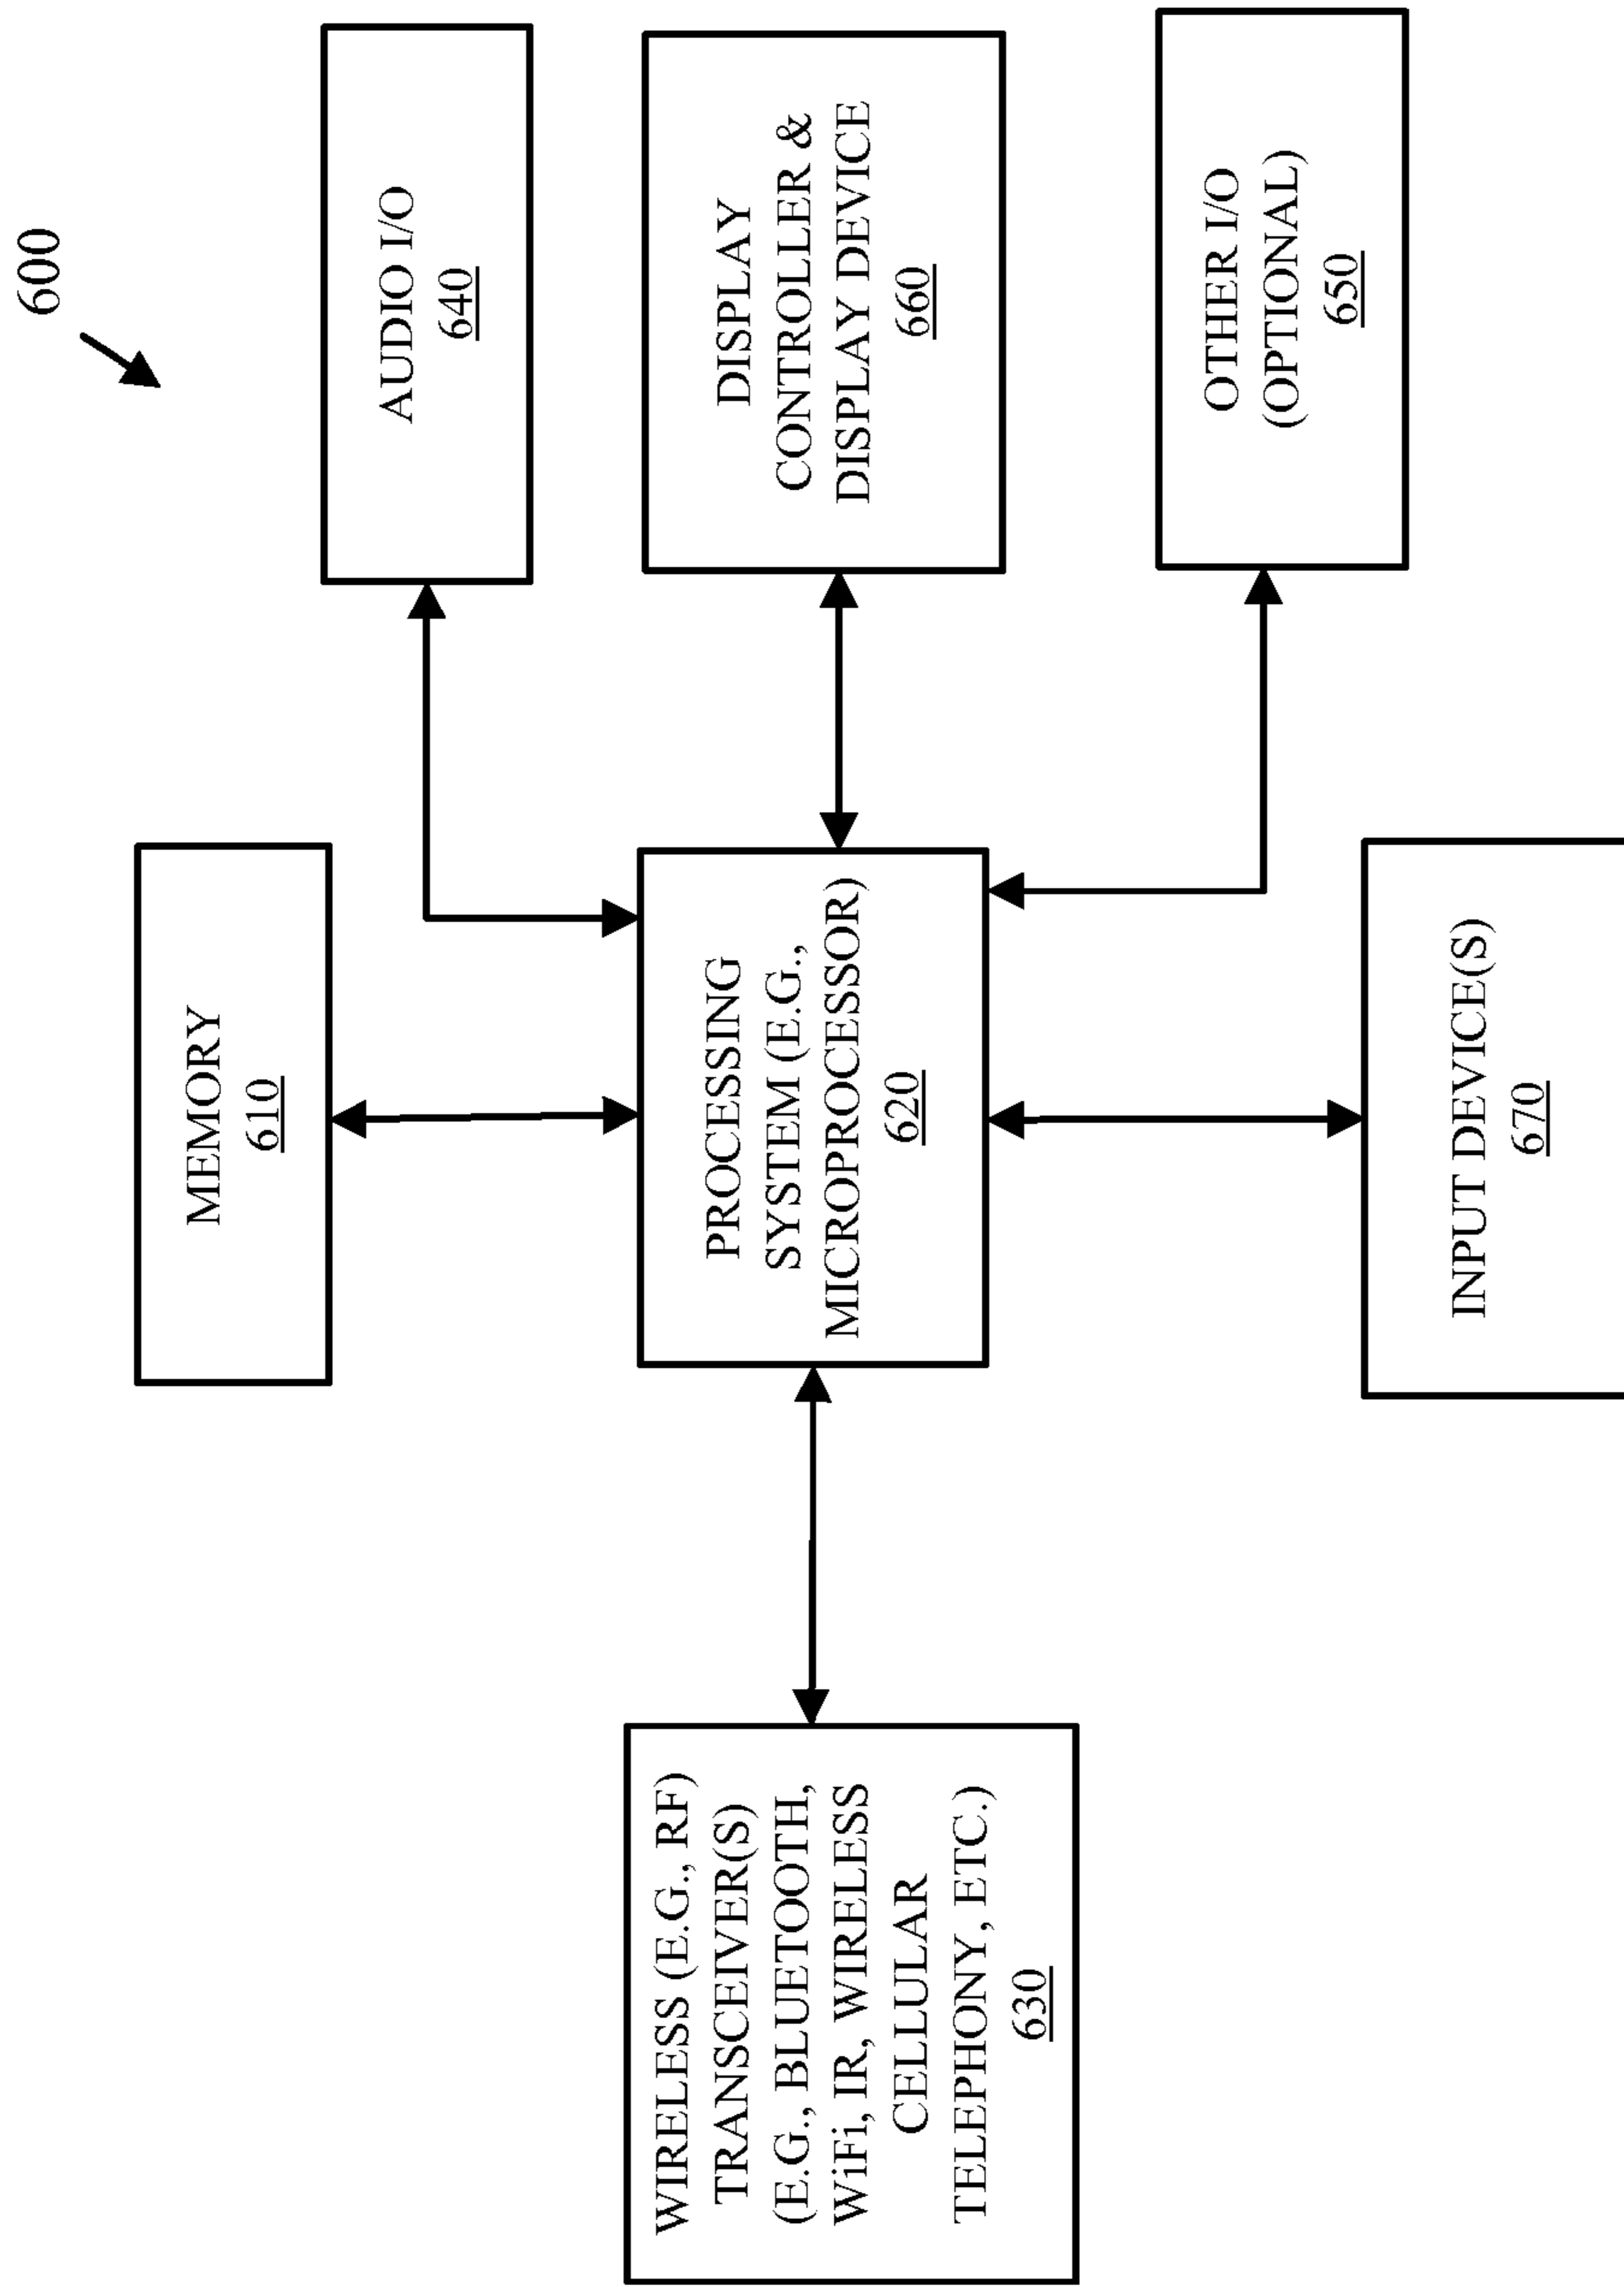 600
MEMORY
610
AUDIO I/O
640
WIRELESS (E.G., RF)
TRANSCEIVER(S)
(E.G., BLUETOOTH,
WiFi, IR, WIRELESS
CELLULAR
TELEPHONY, ETC.)
630
PROCESSING
SYSTEM (E.G.,
MICROPROCESSOR)
620
DISPLAY
CONTROLLER &
DISPLAY DEVICE
660
INPUT DEVICE(S)
670
OTHER I/O
(OPTIONAL)
650